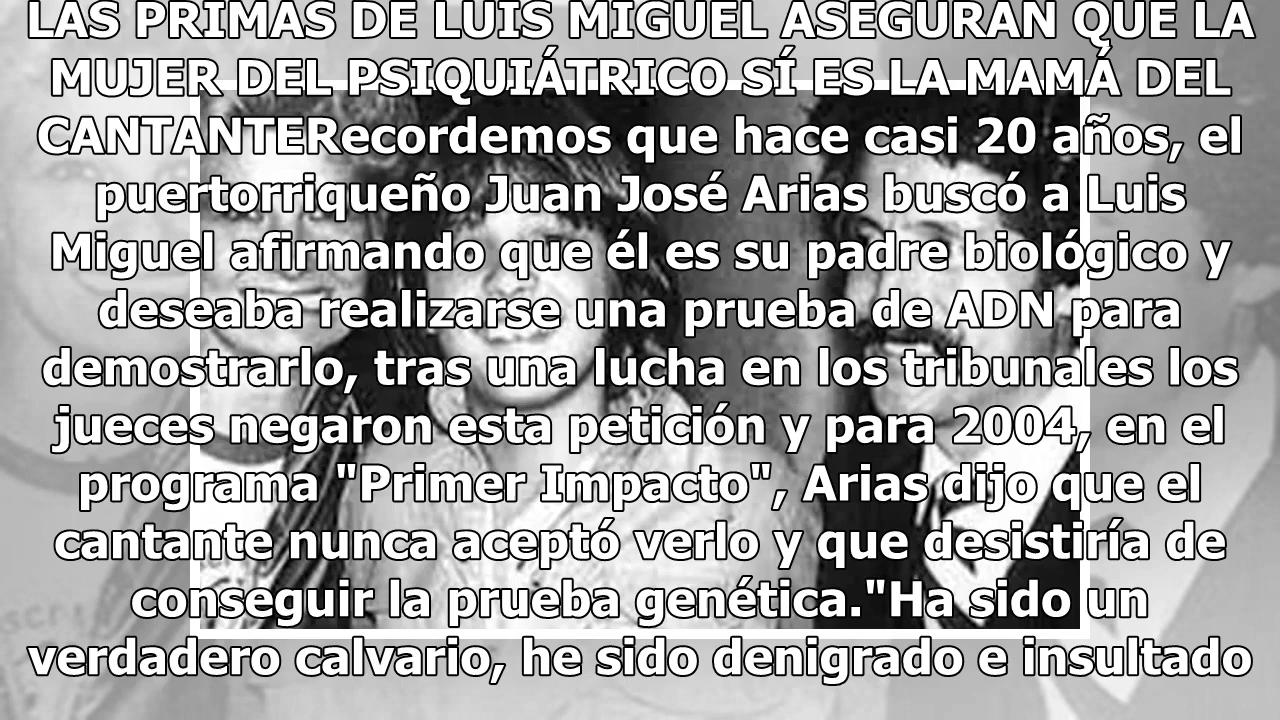 LAS PRIMAS DE LUIS MIGUEL ASEGURAN QUE LA
MUJER DEL PSIQUIÁTRICO SÍ ES LA MAMÁ DEL
CANTANTERecordemos que hace casi 20 años, el
puertorriqueño Juan José Arias buscó a Luis
Miguel afirmando que él es su padre biológico y
deseaba realizarse una prueba de ADN para
demostrarlo, tras una lucha en los tribunales los
jueces negaron esta petición y para 2004, en el
programa "Primer Impacto", Arias dijo que el
cantante nunca aceptó verlo y que desistiría de
conseguir la prueba genética."Ha sido un
verdadero calvario, he sido denigrado e insultado